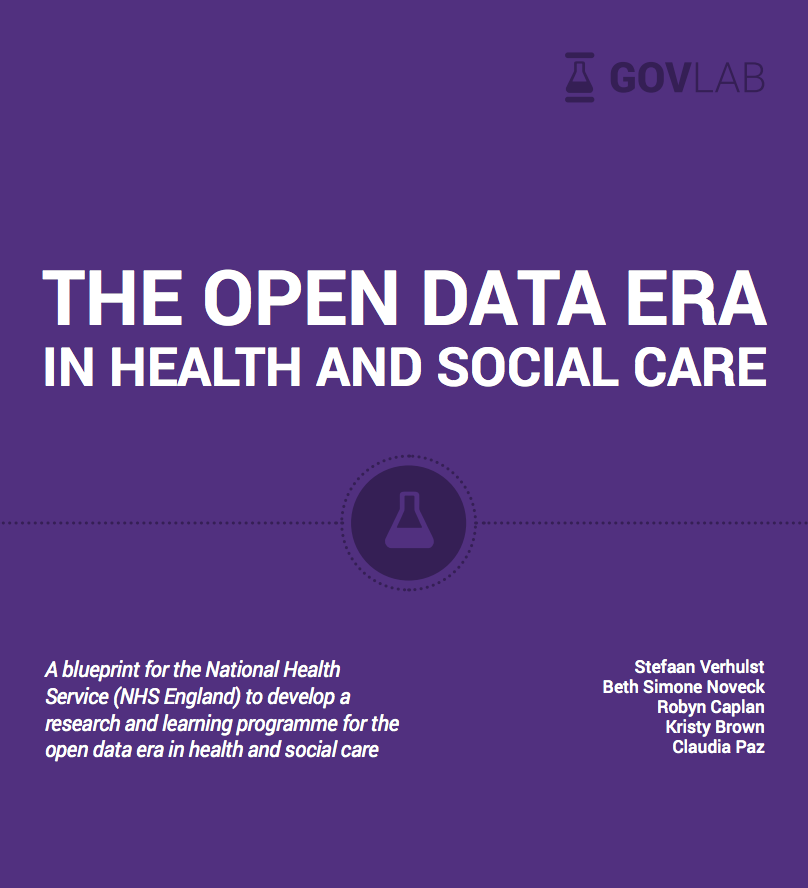 GOVLAB
THE OPEN DATA ERA
IN HEALTH AND SOCIAL CARE
A blueprint for the National Health
Service (NHS England) to develop a
research and learning programme for the
open data era in health and social care
Stefaan Verhulst
Beth Simone Noveck
Robyn Caplan
Kristy Brown
Claudia Paz